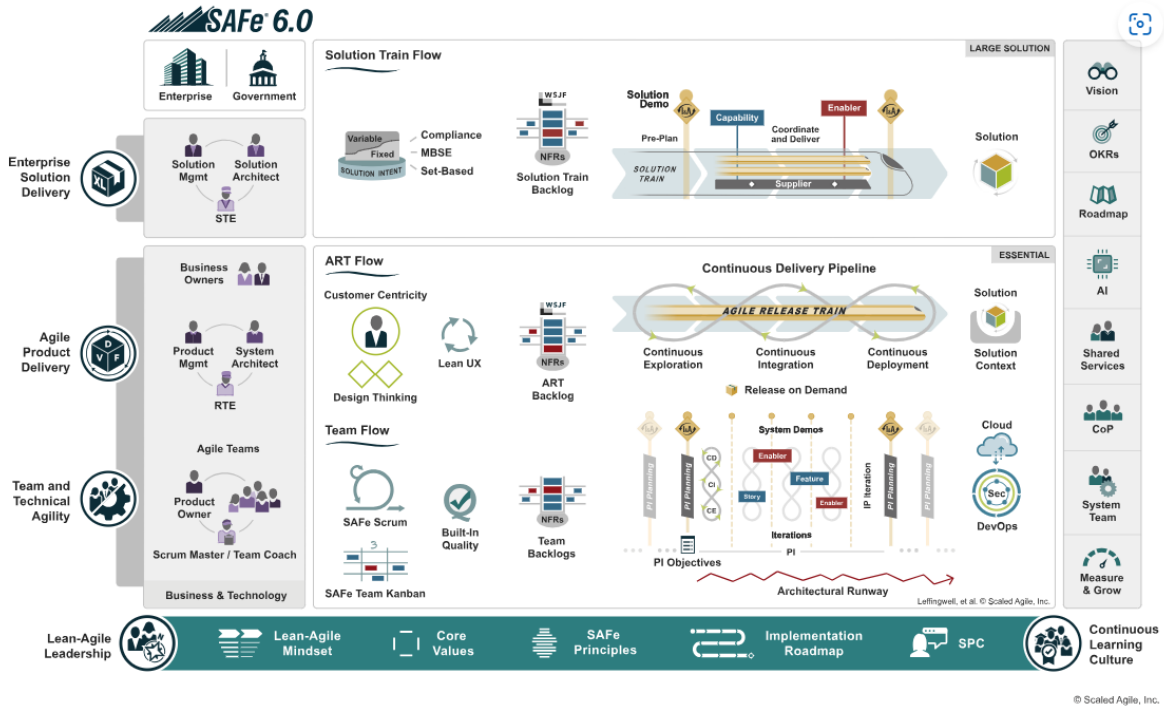 SAFe® 6.0
Enterprise
Government
Enterprise
Solution
Delivery
XL
Solution
Mgmt
Solution
Architect
STE
Solution Train Flow
LARGE SOLUTION
Variable
Fixed
SOLUTION INTENT
Compliance
MBSE
Set-Based
WSJF
NFRs
Solution Train
Backlog
Solution
Demo
I&A
Pre-Plan
Capability
Coordinate
and Deliver
Enabler
I&A
SOLUTION
TRAIN
Supplier
Solution
Agile
Product
Delivery
D
V F
Business
Owners
Product
Mgmt
System
Architect
RTE
Team and
Technical
Agility
Agile Teams
Product
Owner
Scrum Master / Team Coach
Business & Technology
ART Flow
ESSENTIAL
Customer Centricity
Design Thinking
Lean UX
WSJF
NFRs
ART
Backlog
Continuous Delivery Pipeline
AGILE RELEASE TRAIN
Continuous
Exploration
Continuous
Integration
Continuous
Deployment
Release on Demand
Solution
Solution
Context
Team Flow
SAFe Scrum
3
SAFe Team Kanban
Built-In
Quality
NFRs
Team
Backlogs
I&A
I&A
PI Planning
PI Planning
CD
CI
CE
System Demos
Enabler
Feature
Story
Enabler
Iterations
IP Iteration
I&A
I&A
PI Planning
PI Planning
PI
PI Objectives
Architectural Runway
Cloud
Sec
DevOps
Leffingwell, et al. © Scaled Agile, Inc.
Vision
OKRs
Roadmap
AI
Shared
Services
CoP
System
Team
Measure
& Grow
Lean-Agile
Leadership
Lean-Agile
Mindset
Core
Values
SAFe
Principles
Implementation
Roadmap
SPC
Continuous
Learning
Culture
© Scaled Agile, Inc.